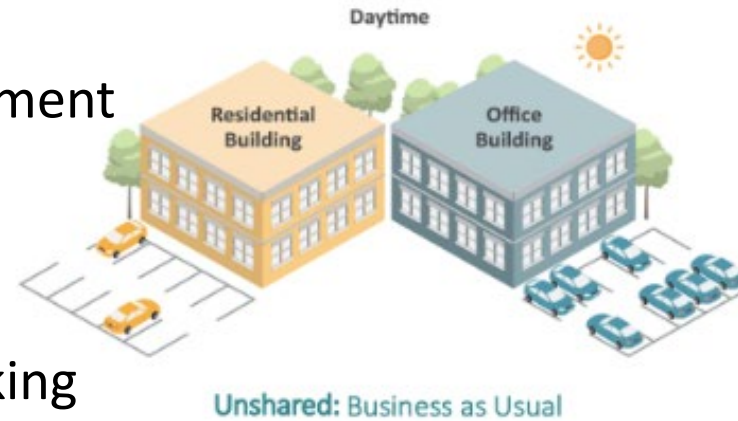 Daytime
ment
Residential
Building
Office
Building
king
Unshared: Business as Usual